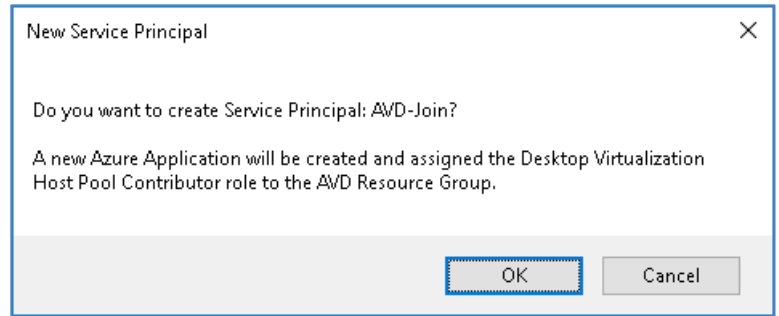 New Service Principal
Do you want to create Service Principal: AVD-Join?
A new Azure Application will be created and assigned the Desktop Virtualization
Host Pool Contributor role to the AVD Resource Group.
OK
Cancel